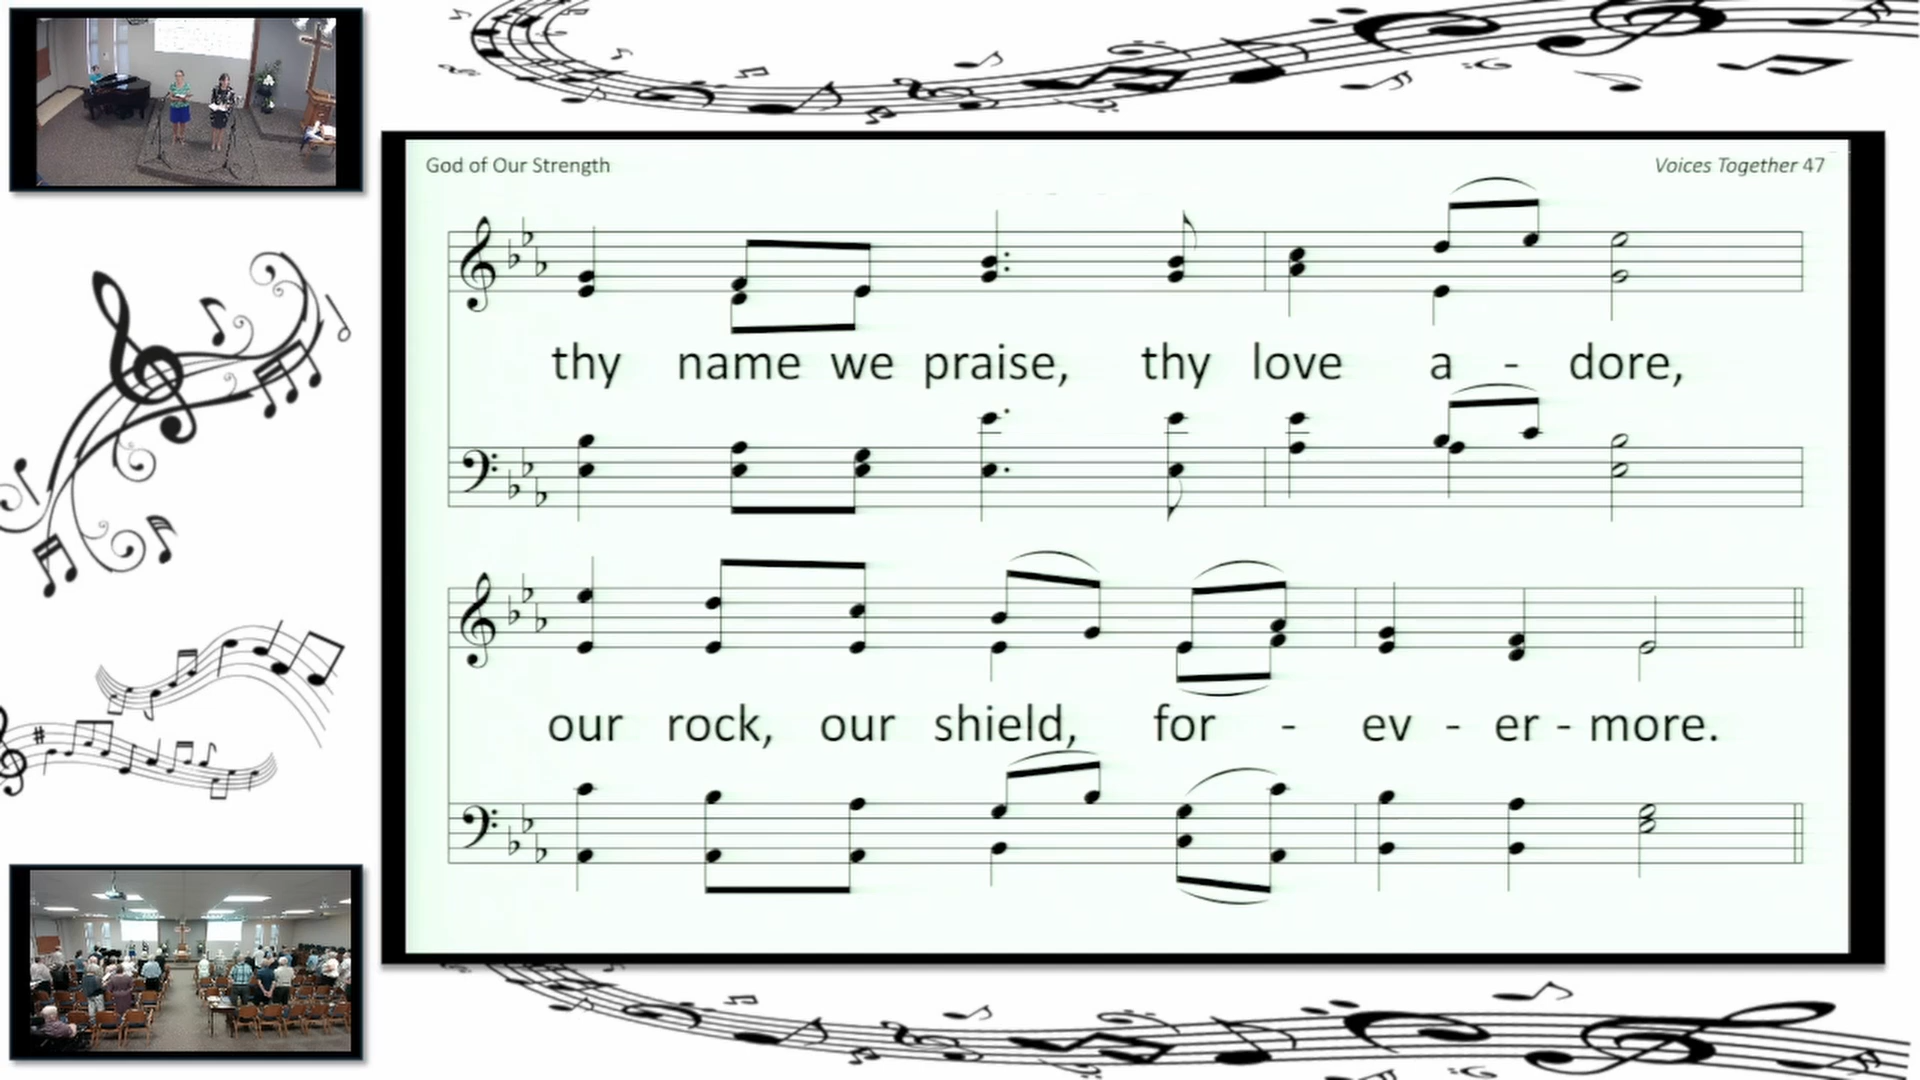 God of Our Strength
Voices Together 47
thy name we praise, thy love a - dore,
our rock, our shield, for - ev - er - more.